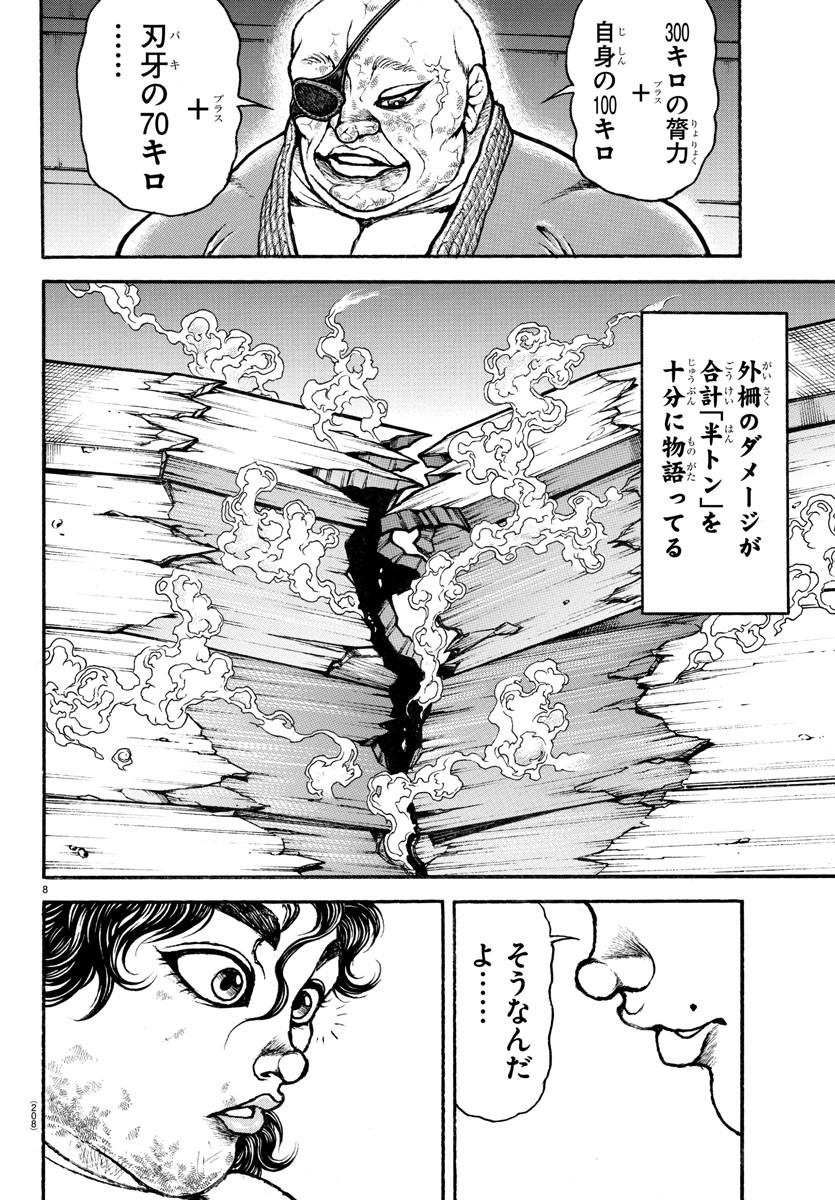 300キロの膂力
+
自身の100キロ
+
刃牙の70キロ
……
外柵のダメージが
合計「半トン」を
十分に物語ってる
そうなんだ
よ……
8
(208)